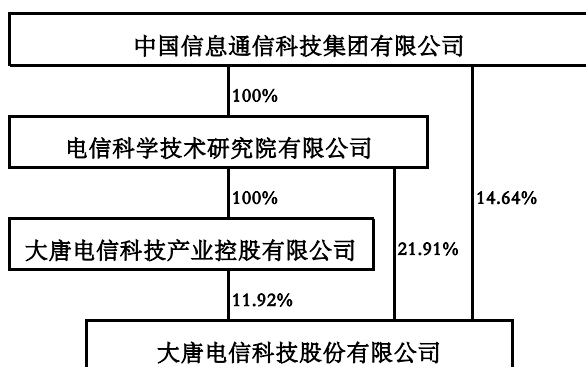 中国信息通信科技集团有限公司
100%
电信科学技术研究院有限公司
100%
14.64%
大唐电信科技产业控股有限公司
21.91%
11.92%
大唐电信科技股份有限公司